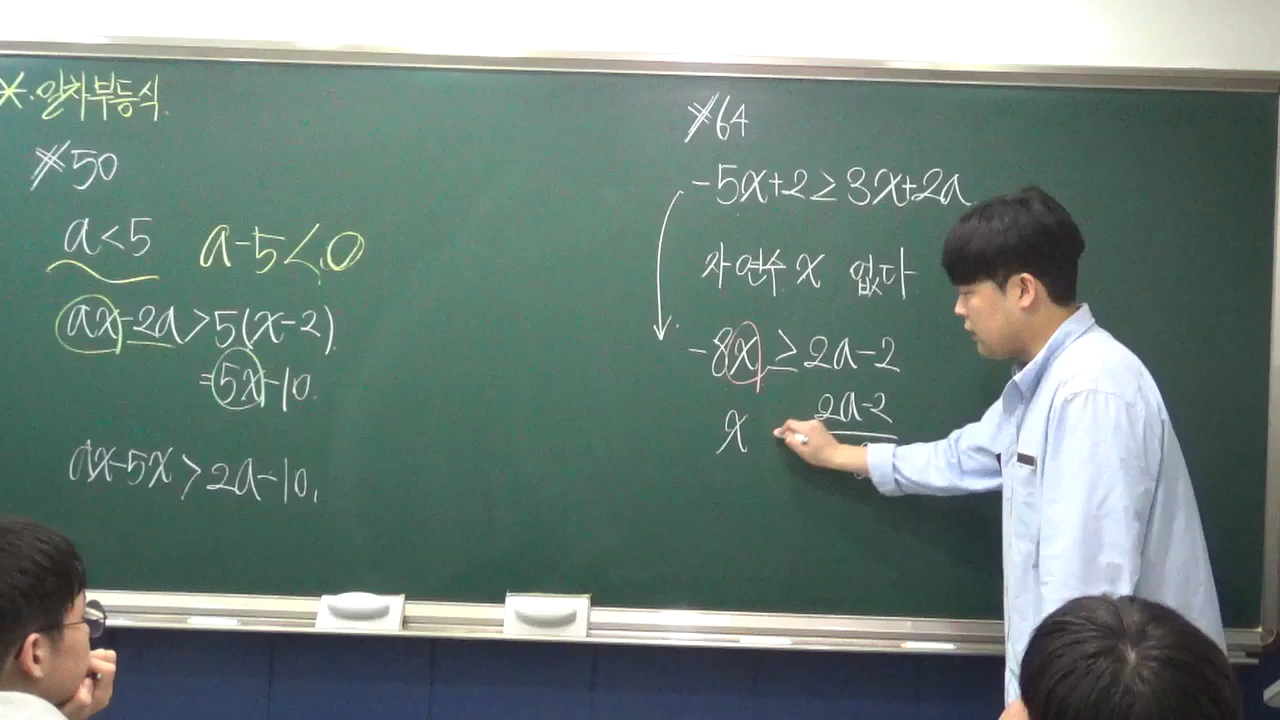 ※. 일차부등식.
※50
a<5 a-5<0
ax-2a>5(x-2).
=5x-10.
ax-5x>2a-10.
※64
-5x+2≥3x+2a
자연수 x 없다
-8x≥2a-2
x 2a-2